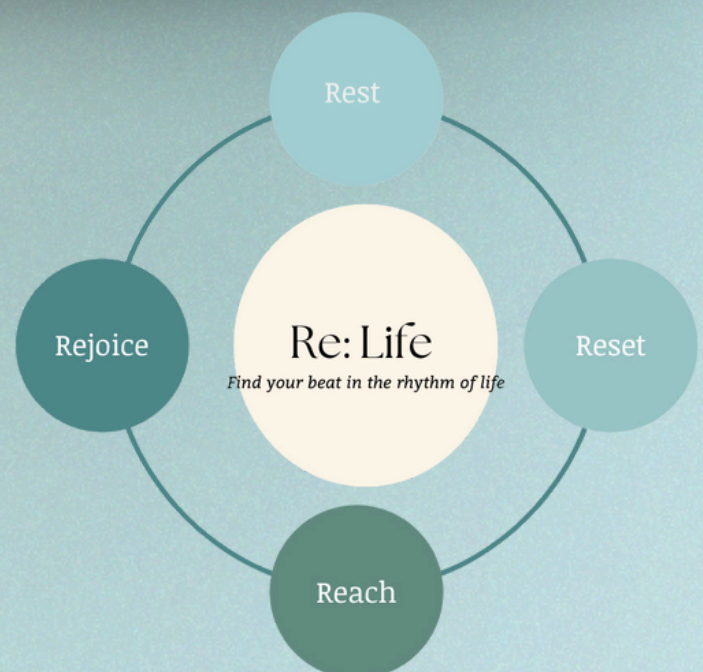 Rest
Rejoice
Re: Life
Find your beat in the rhythm of life
Reset
Reach